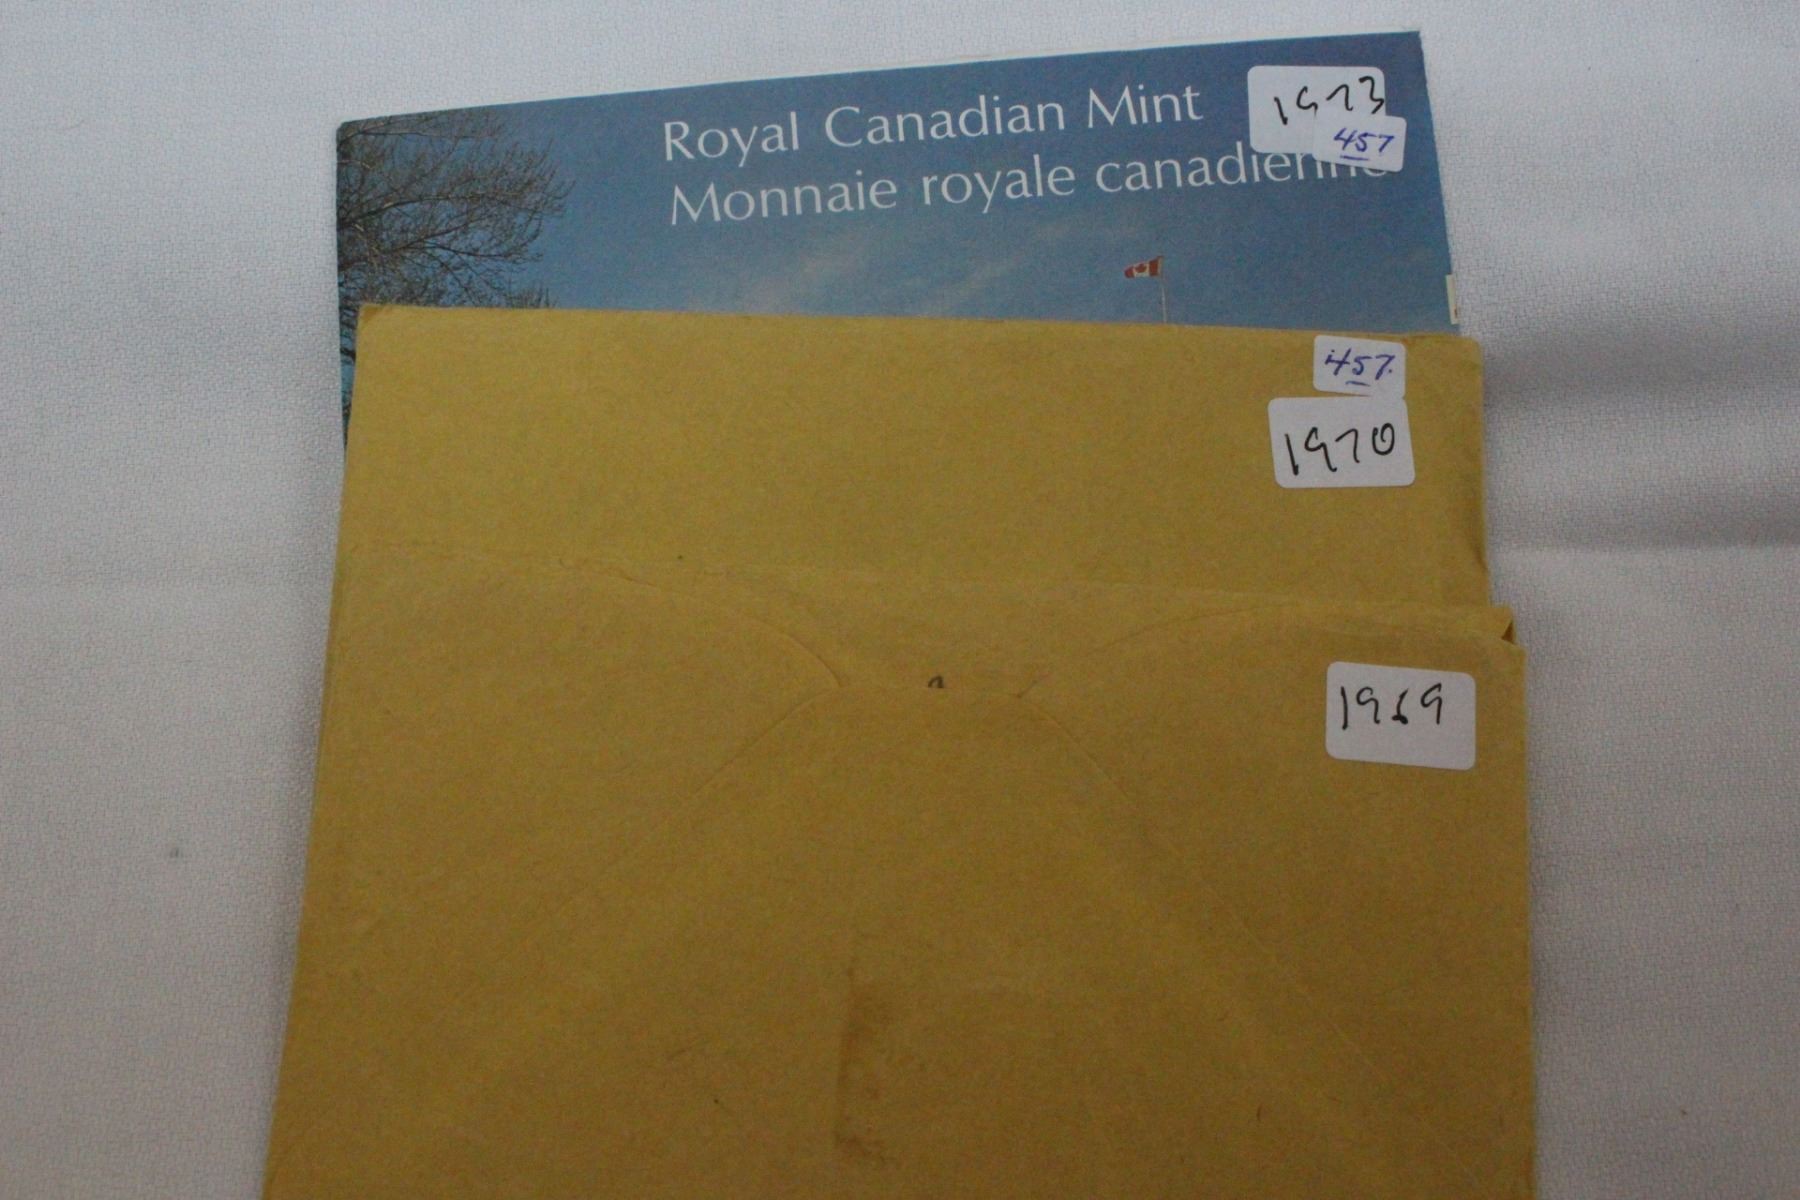 Royal Canadian Mint
1973
457
Monnaie royale canadienne
457
1970
1969